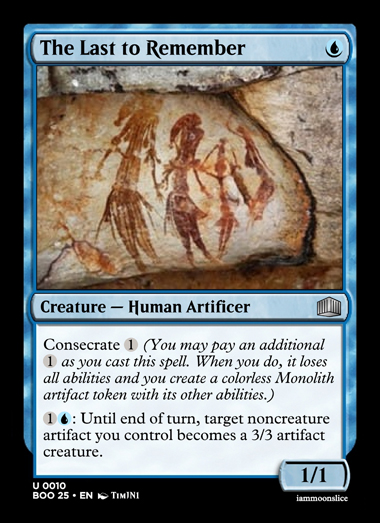 The Last to Remember
Creature — Human Artificer
Consecrate 1 (You may pay an additional
1 as you cast this spell. When you do, it loses
all abilities and you create a colorless Monolith
artifact token with its other abilities.)
1: Until end of turn, target noncreature
artifact you control becomes a 3/3 artifact
creature.
1/1
U 0010
BOO 25 • EN TIMINI
iammoonslice